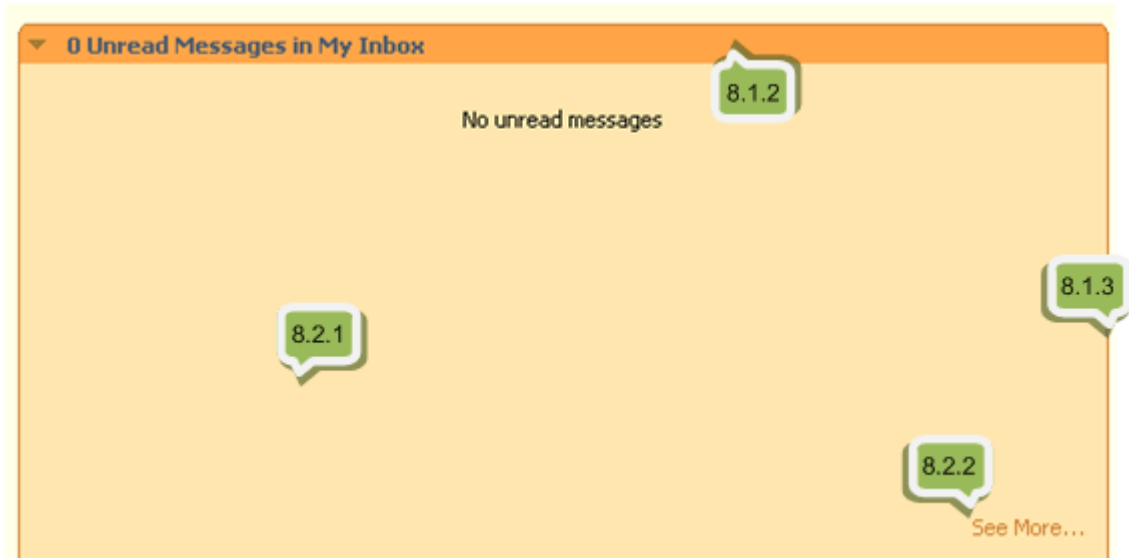 0 Unread Messages in My Inbox
8.1.2
No unread messages
8.1.3
8.2.1
8.2.2
See More...